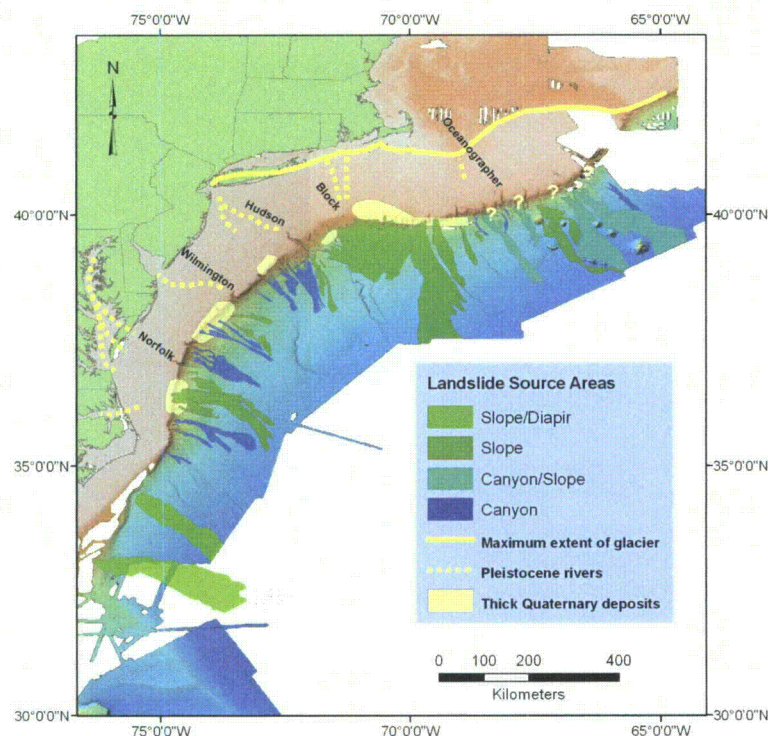 75°0'0"W 70°0'0"W 65°0'0"W
N
Oceanographer
Block
40°0'0"N 40°0'0"N
Hudson
Wilmington
? ? ? ?
Norfolk
Landslide Source Areas
Slope/Diapir
Slope
35°0'0"N 35°0'0"N
Canyon/Slope
Canyon
Maximum extent of glacier
Pleistocene rivers
Thick Quaternary deposits
0 100 200 400
Kilometers
30°0'0"N 30°0'0"N
75°0'0"W 70°0'0"W 65°0'0"W